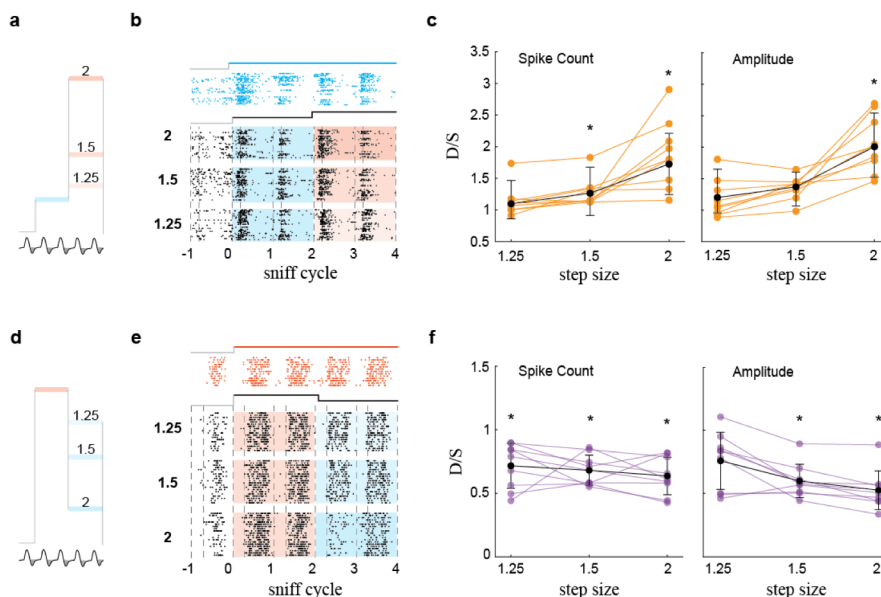 a
b
c
2
1.5
1.25
2
1.5
1.25
-1 0 1 2 3 4
sniff cycle
3.5
3
2.5
2
1.5
1
0.5
D/S
Spike Count
*
*
1.25 1.5 2
step size
Amplitude
*
1.25 1.5 2
step size
d
e
f
1.25
1.5
2
1.25
1.5
2
-1 0 1 2 3 4
sniff cycle
1.5
1
0.5
0
D/S
Spike Count
* * *
1.25 1.5 2
step size
Amplitude
* *
1.25 1.5 2
step size